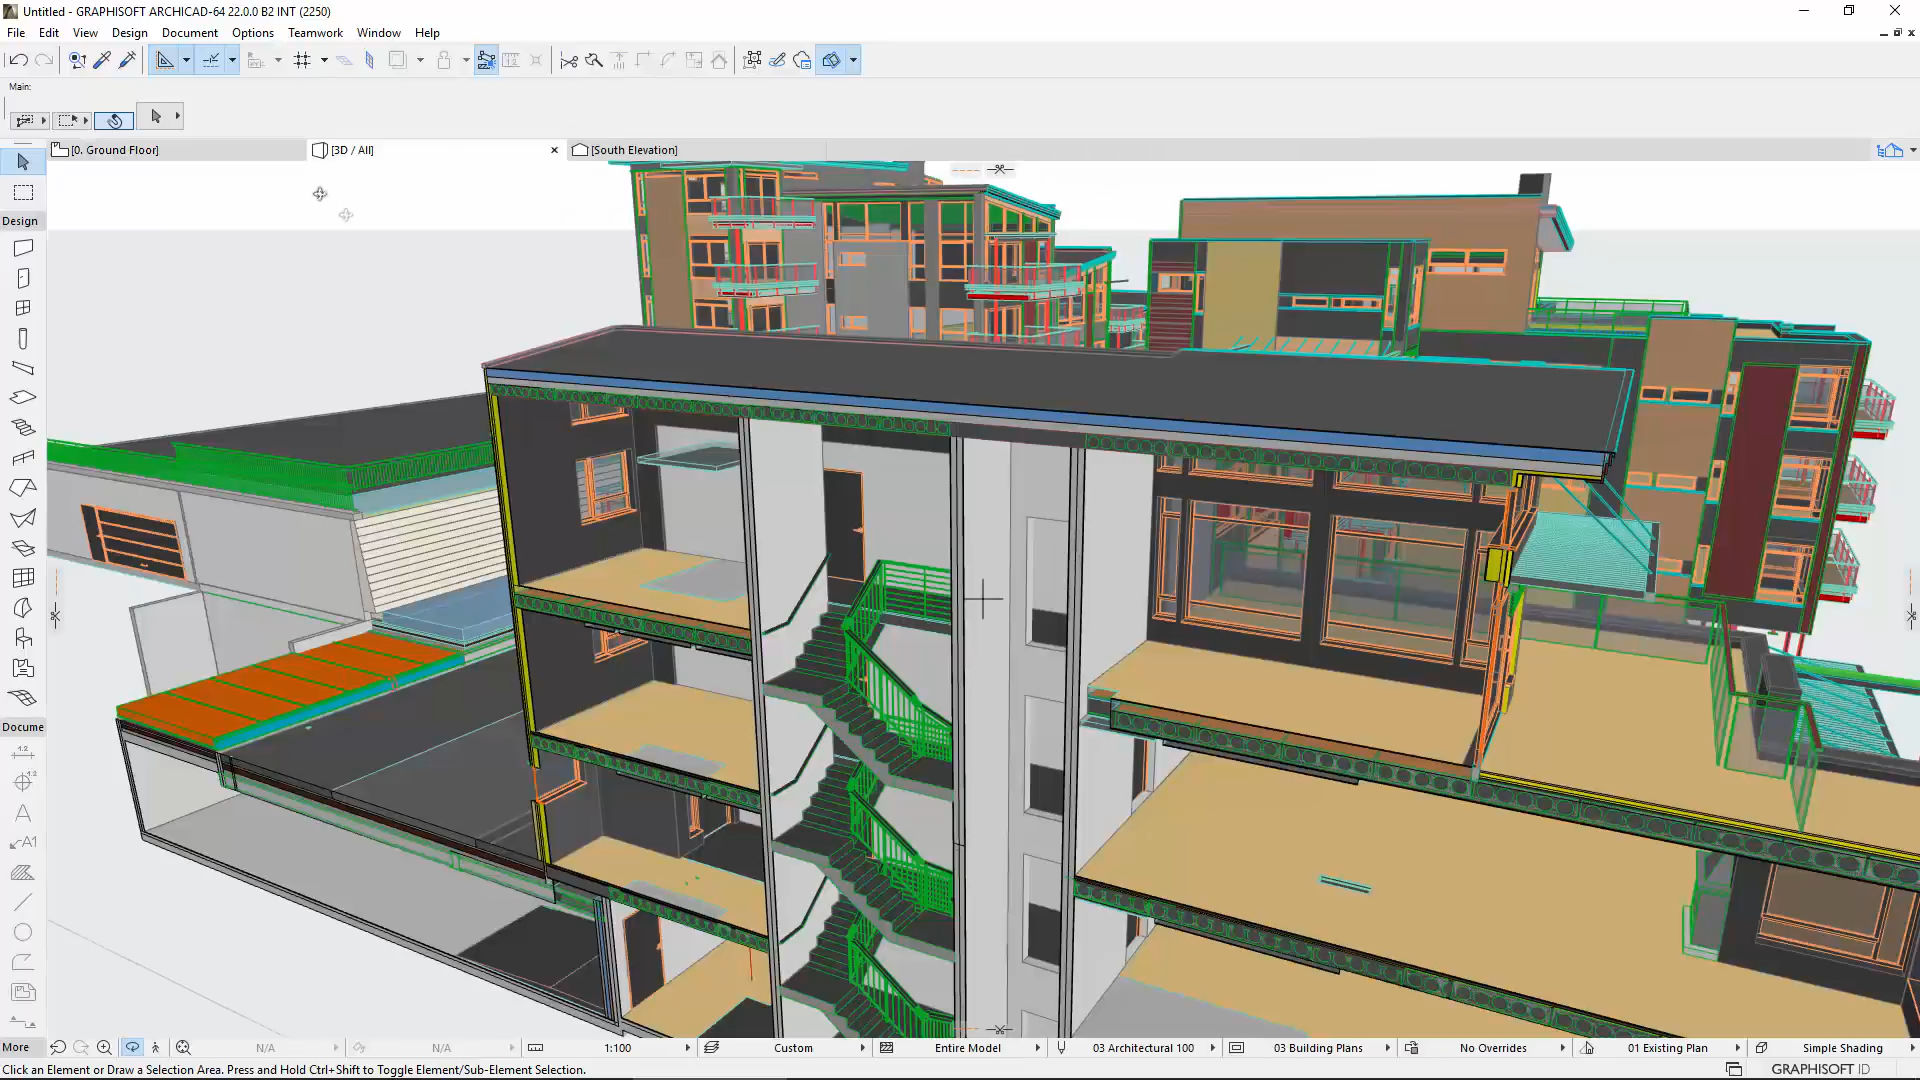 Untitled - GRAPHISOFT ARCHICAD-64 22.0.0 B2 INT (2250)
File Edit View Design Document Options Teamwork Window Help
Main:
[0. Ground Floor] [3D / All] [South Elevation]
Design
Docume
1.2
A
A1
More N/A N/A 1:100 Custom Entire Model 03 Architectural 100 03 Building Plans No Overrides 01 Existing Plan Simple Shading
Click an Element or Draw a Selection Area. Press and Hold Ctrl+Shift to Toggle Element/Sub-Element Selection. GRAPHISOFT ID